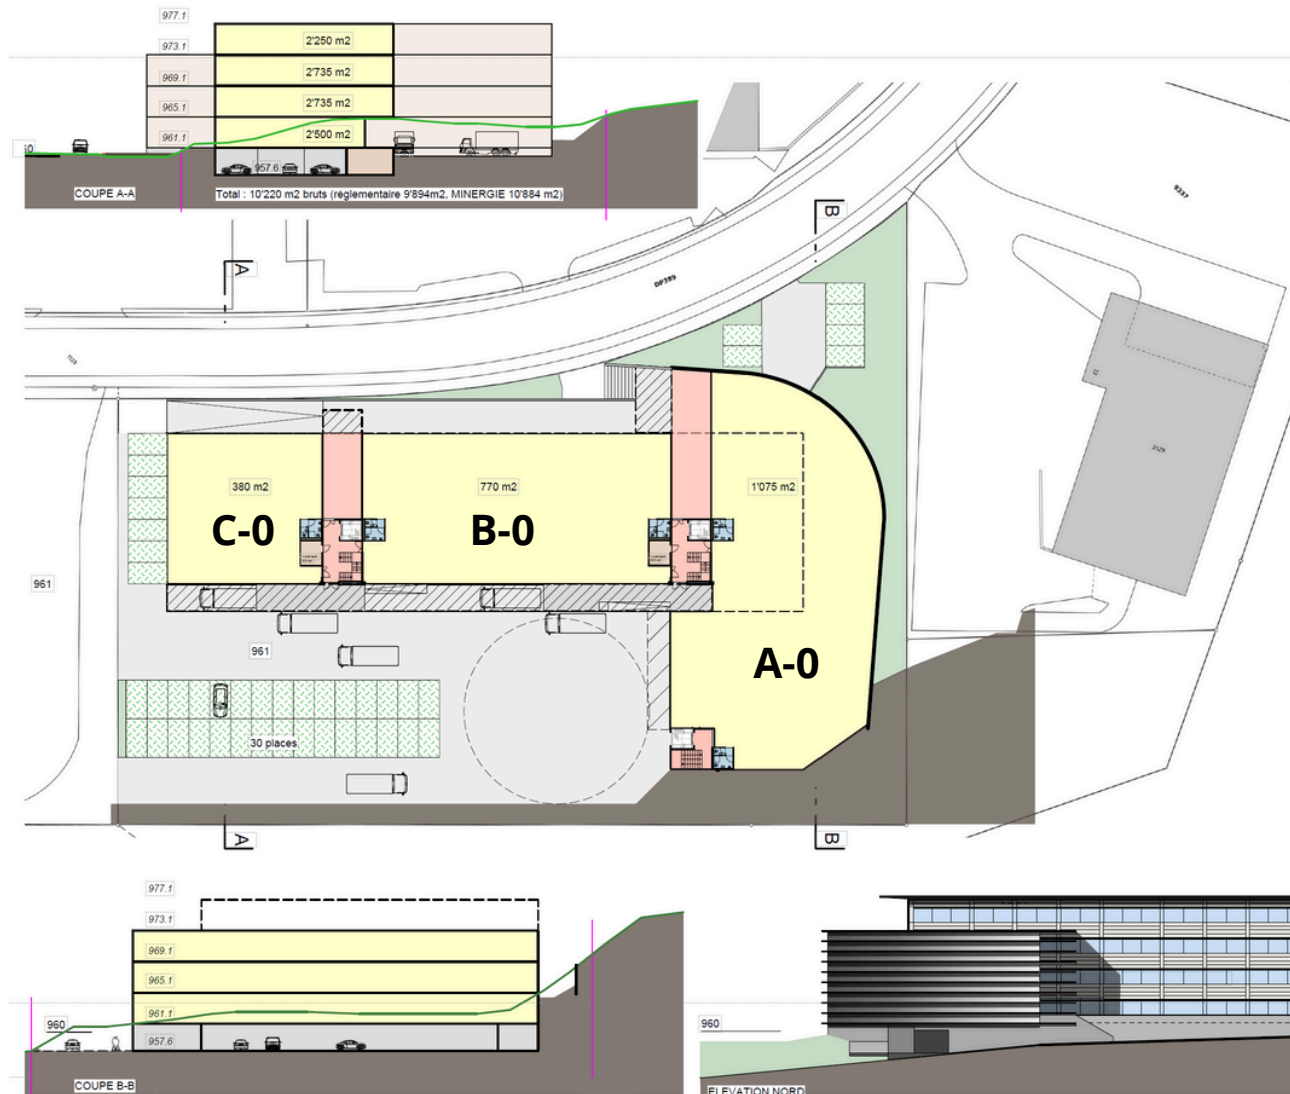 977.1
2'250 m2
973.1
2'735 m2
969.1
2'735 m2
965.1
2'500 m2
961.1
957.6
COUPE A-A
Total : 10'220 m2 bruts (réglementaire 9'894m2, MINERGIE 10'884 m2)
9337
B
A
DP389
3529
380 m2
770 m2
1'075 m2
C-0
B-0
961
961
A-0
30 places
A
B
977.1
973.1
969.1
965.1
961.1
960
957.6
COUPE B-B
960
ELEVATION NORD